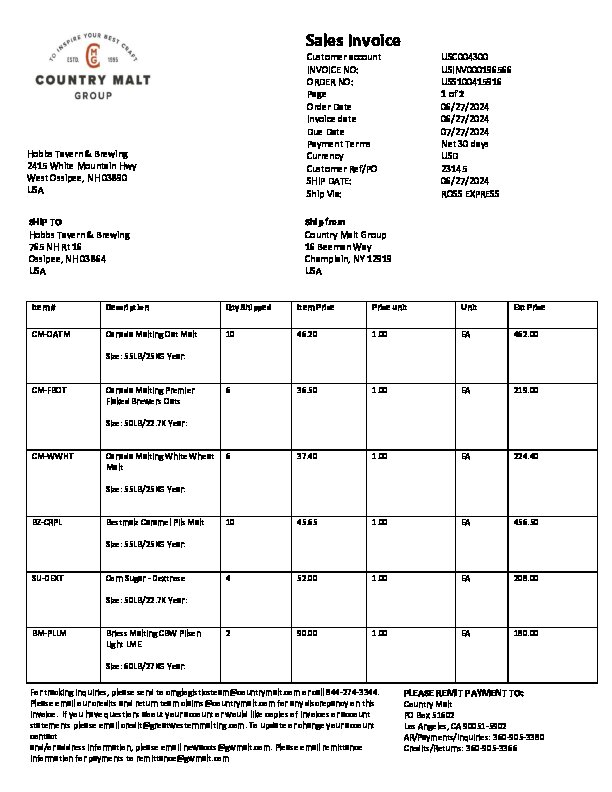 TO INSPIRE YOUR BEST CRAFT
ESTD. CMG 1995
COUNTRY MALT
GROUP
Sales Invoice
Customer account USC004300
INVOICE NO: USINV000196566
ORDER NO: USS100415916
Page 1 of 2
Order Date 06/27/2024
Invoice date 06/27/2024
Due Date 07/27/2024
Payment Terms Net 30 days
Currency USD
Customer Ref/PO 23145
SHIP DATE: 06/27/2024
Ship Via: ROSS EXPRESS
Hobbs Tavern & Brewing
2415 White Mountain Hwy
West Ossipee, NH 03890
USA
SHIP TO
Hobbs Tavern & Brewing
765 NH Rt 16
Ossipee, NH 03864
USA
Ship from
Country Malt Group
16 Beeman Way
Champlain, NY 12919
USA
Item # Description Qty Shipped Item Price Price unit Unit Ext Price
CM-OATM Canada Malting Oat Malt 10 46.20 1.00 EA 462.00
Size: 55LB/25KG Year:
CM-FBOT Canada Malting Premier 6 36.50 1.00 EA 219.00
Flaked Brewers Oats
Size: 50LB/22.7K Year:
CM-WWHT Canada Malting White Wheat 6 37.40 1.00 EA 224.40
Malt
Size: 55LB/25KG Year:
BZ-CRPL Bestmalz Caramel Pils Malt 10 45.65 1.00 EA 456.50
Size: 55LB/25KG Year:
SU-DEXT Corn Sugar - Dextrose 4 52.00 1.00 EA 208.00
Size: 50LB/22.7K Year:
BM-PLLM Briess Malting CBW Pilsen 2 90.00 1.00 EA 180.00
Light LME
Size: 60LB/27KG Year:
For tracking inquiries, please send to cmglogisticsteam@countrymalt.com or call 844-274-3344.
Please email our credits and return team claims@countrymalt.com for any discrepancy on this
invoice. If you have questions about your account or would like copies of invoices or account
statements please email credit@greatwesternmalting.com. To update or change your account
contact
and/or address information, please email newaccts@gwmalt.com. Please email remittance
information for payments to remittance@gwmalt.com
PLEASE REMIT PAYMENT TO:
Country Malt
PO Box 51602
Los Angeles, CA 90051-5902
AR/Payments/Inquiries: 360-905-3380
Credits/Returns: 360-905-3366